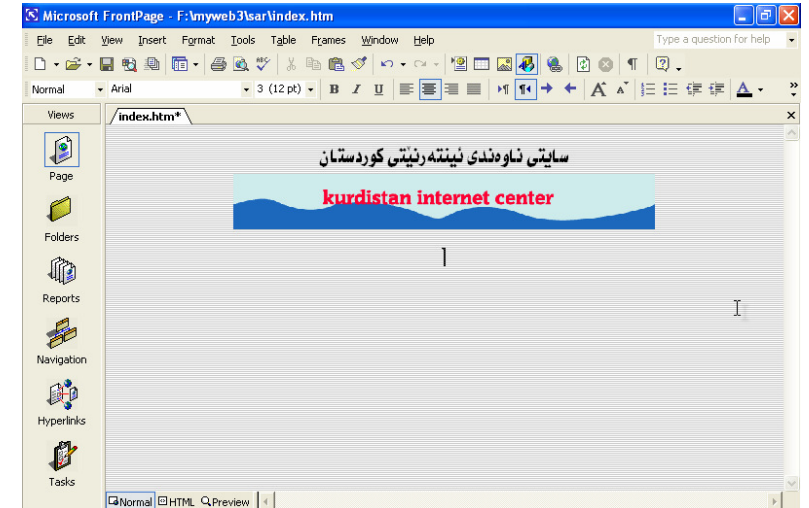 Microsoft FrontPage - F:\myweb3\sar\index.htm
File Edit View Insert Format Tools Table Frames Window Help
Type a question for help
Normal Arial 3 (12 pt) B I U A A A
Views
index.htm*
سایتی ناوەندی ئینتەرنێتی کوردستان
kurdistan internet center
Page
Folders
Reports
Navigation
Hyperlinks
Tasks
Normal HTML Preview